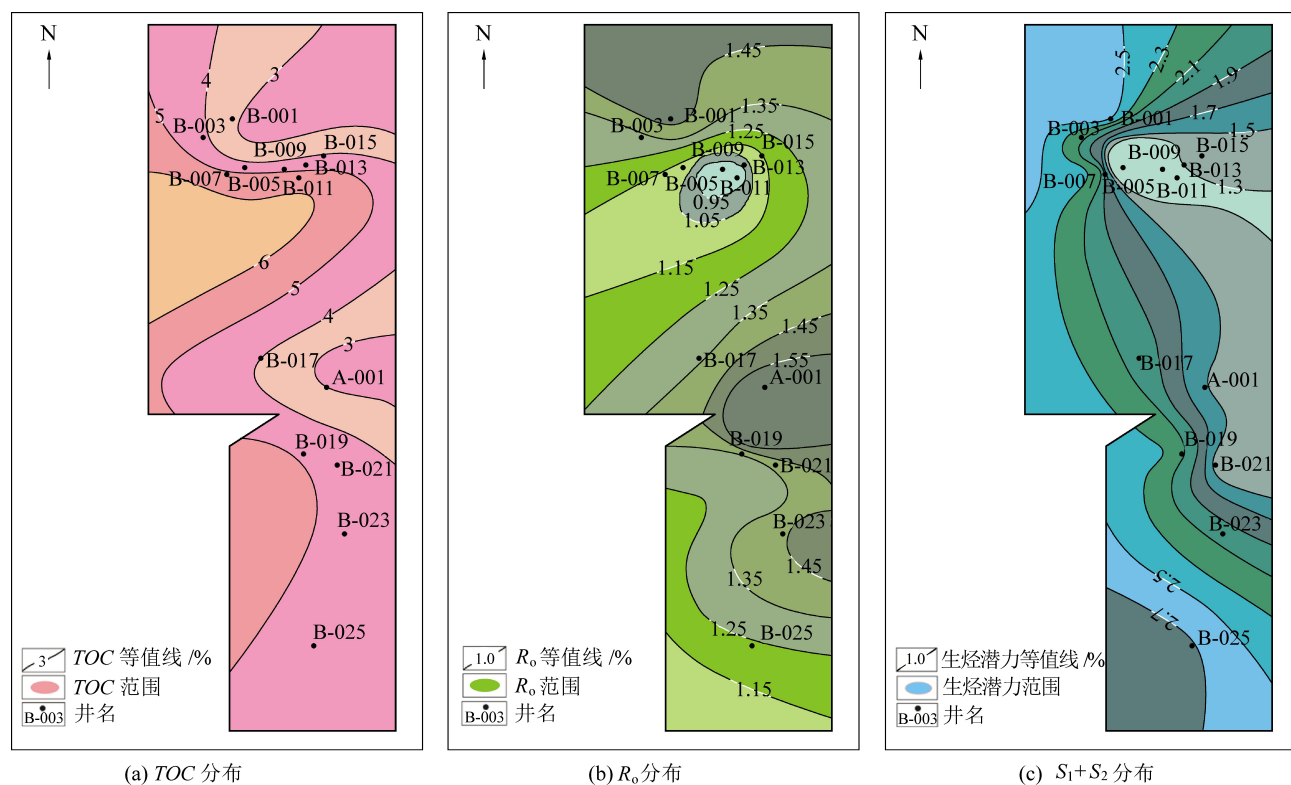 N
4
3
5
B-001
B-003
B-015
B-009
B-013
B-007
B-005
B-011
6
5
4
3
B-017
A-001
B-019
B-021
B-023
B-025
3 TOC 等值线 /%
TOC 范围
B-003 井名
(a) TOC 分布
N
1.45
1.35
B-001
B-003
1.25
B-015
B-009
B-013
B-007
B-005
B-011
0.95
1.05
1.15
1.25
1.35
1.45
B-017
1.55
A-001
B-019
B-021
B-023
1.45
1.35
1.25
B-025
1.15
1.0 Ro 等值线 /%
Ro 范围
B-003 井名
(b) Ro 分布
N
2.5
2.3
2.1
1.9
1.7
B-001
B-003
1.5
B-015
B-009
B-013
B-007
B-005
B-011
1.3
B-017
A-001
B-019
B-021
B-023
2.5
2.7
B-025
1.0 生烃潜力等值线 /%
生烃潜力范围
B-003 井名
(c) S1+S2 分布